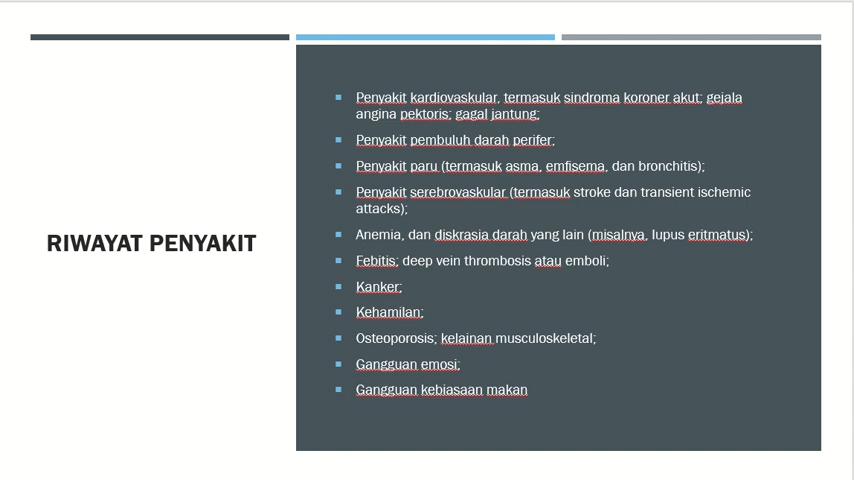 RIWAYAT PENYAKIT
Penyakit kardiovaskular, termasuk sindroma koroner akut; gejala
angina pektoris; gagal jantung;
Penyakit pembuluh darah perifer;
Penyakit paru (termasuk asma, emfisema, dan bronchitis);
Penyakit serebrovaskular (termasuk stroke dan transient ischemic
attacks);
Anemia, dan diskrasia darah yang lain (misalnya, lupus eritmatus);
Febitis; deep vein thrombosis atau emboli;
Kanker;
Kehamilan;
Osteoporosis; kelainan musculoskeletal;
Gangguan emosi;
Gangguan kebiasaan makan